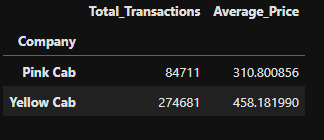 Total_Transactions Average_Price
Company
Pink Cab 84711 310.800856
Yellow Cab 274681 458.181990